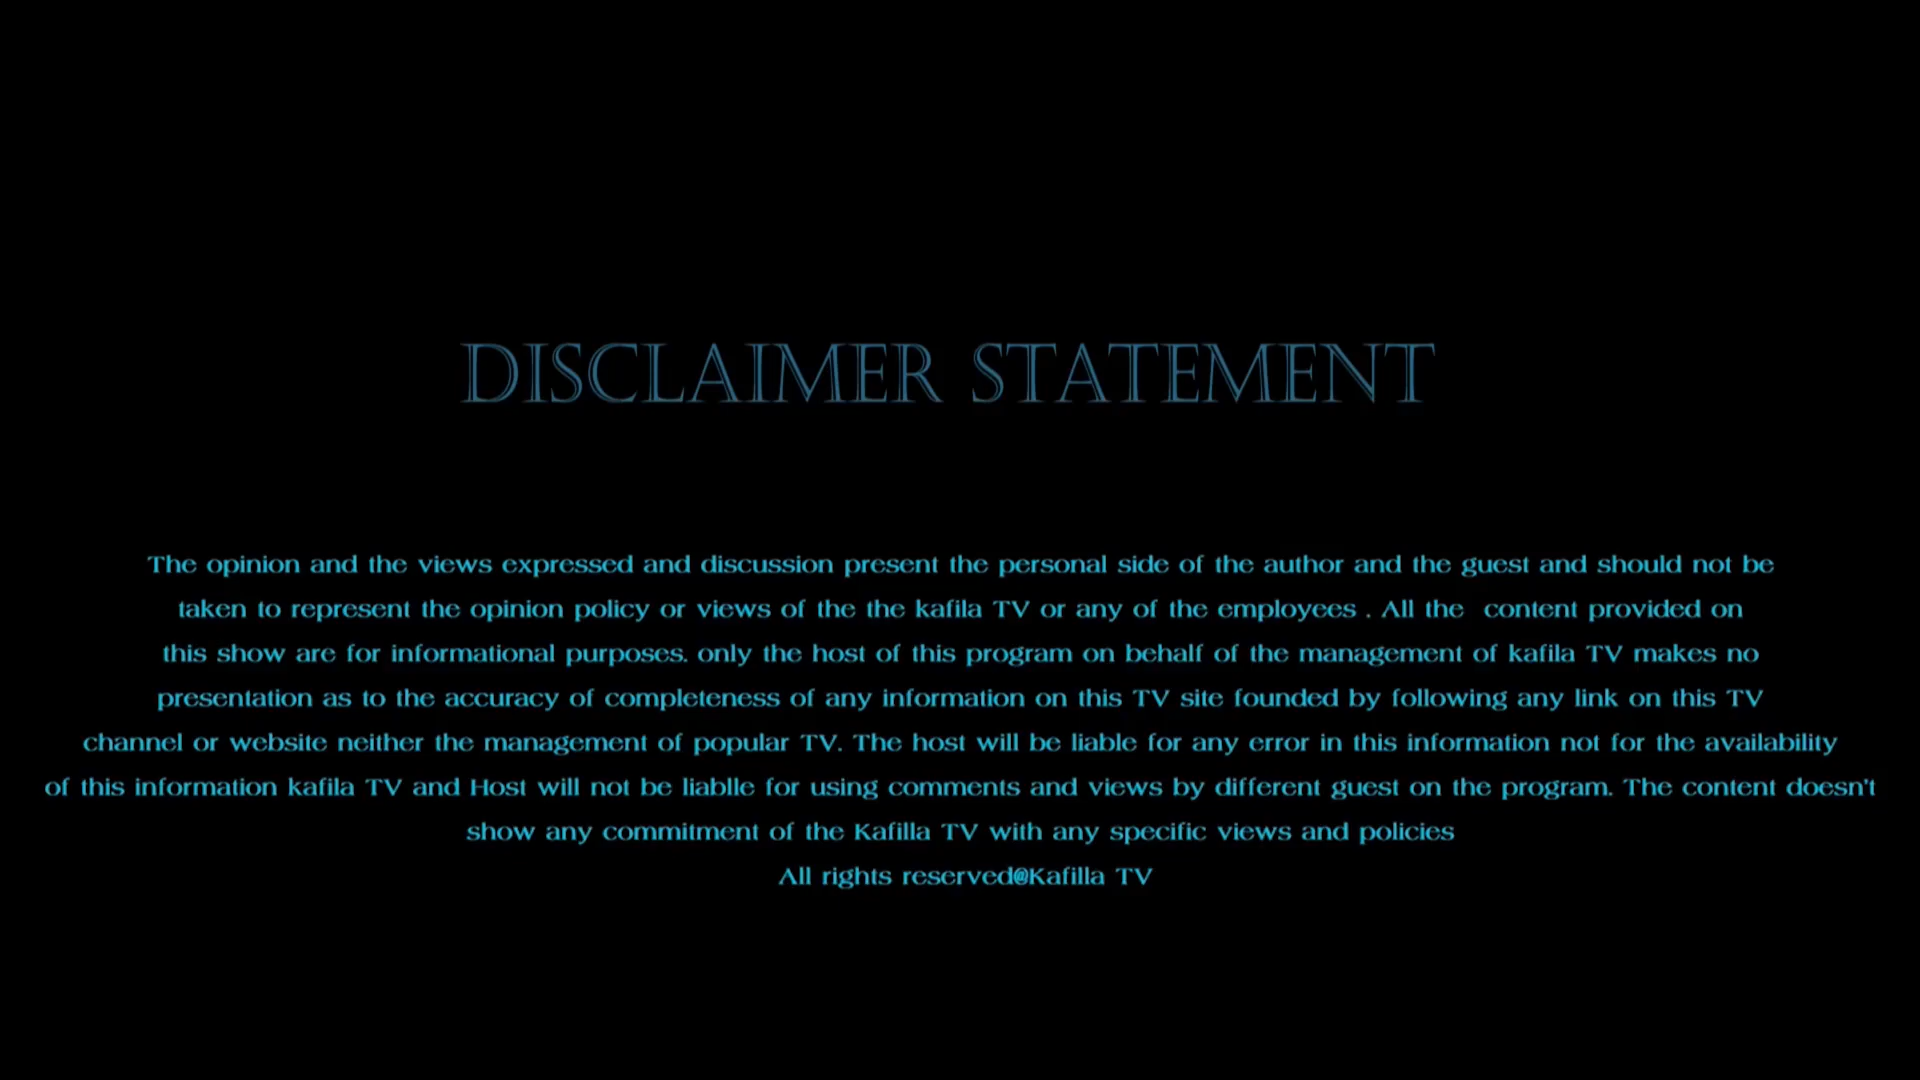 DISCLAIMER STATEMENT
The opinion and the views expressed and discussion present the personal side of the author and the guest and should not be
taken to represent the opinion policy or views of the the kafila TV or any of the employees . All the content provided on
this show are for informational purposes. only the host of this program on behalf of the management of kafila TV makes no
presentation as to the accuracy of completeness of any information on this TV site founded by following any link on this TV
channel or website neither the management of popular TV. The host will be liable for any error in this information not for the availability
of this information kafila TV and Host will not be liablle for using comments and views by different guest on the program. The content doesn't
show any commitment of the Kafilla TV with any specific views and policies
All rights reserved@Kafilla TV